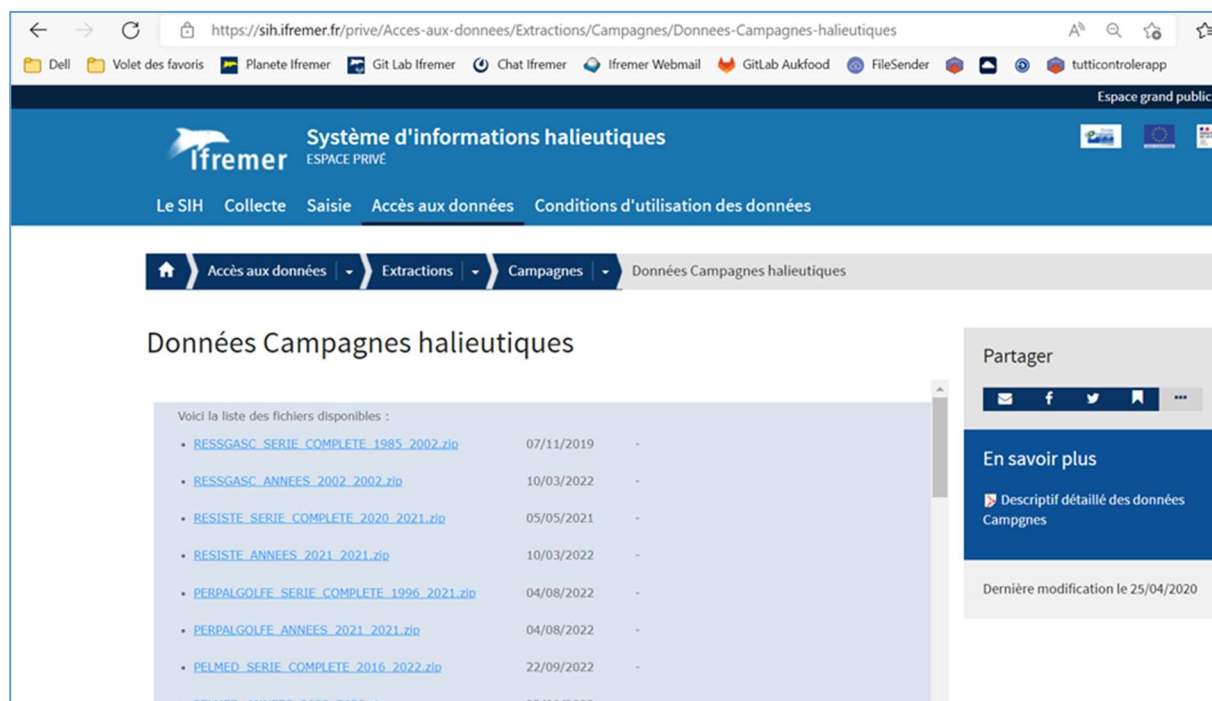 https://sih.ifremer.fr/prive/Acces-aux-donnees/Extractions/Campagnes/Donnees-Campagnes-halieutiques
Dell Volet des favoris Planete Ifremer Git Lab Ifremer Chat Ifremer Ifremer Webmail GitLab Aukfood FileSender tutticontrolerapp
Espace grand public
Ifremer
Système d'informations halieutiques
ESPACE PRIVÉ
Le SIH Collecte Saisie Accès aux données Conditions d'utilisation des données
Accès aux données Extractions Campagnes Données Campagnes halieutiques
Données Campagnes halieutiques
Voici la liste des fichiers disponibles :
RESSGASC_SERIE_COMPLETE_1985_2002.zip 07/11/2019 -
RESSGASC_ANNEES_2002_2002.zip 10/03/2022 -
RESISTE_SERIE_COMPLETE_2020_2021.zip 05/05/2021 -
RESISTE_ANNEES_2021_2021.zip 10/03/2022 -
PERPALGOLFE_SERIE_COMPLETE_1996_2021.zip 04/08/2022 -
PERPALGOLFE_ANNEES_2021_2021.zip 04/08/2022 -
PELMED_SERIE_COMPLETE_2016_2022.zip 22/09/2022 -
Partager
En savoir plus
Descriptif détaillé des données
Campgnes
Dernière modification le 25/04/2020